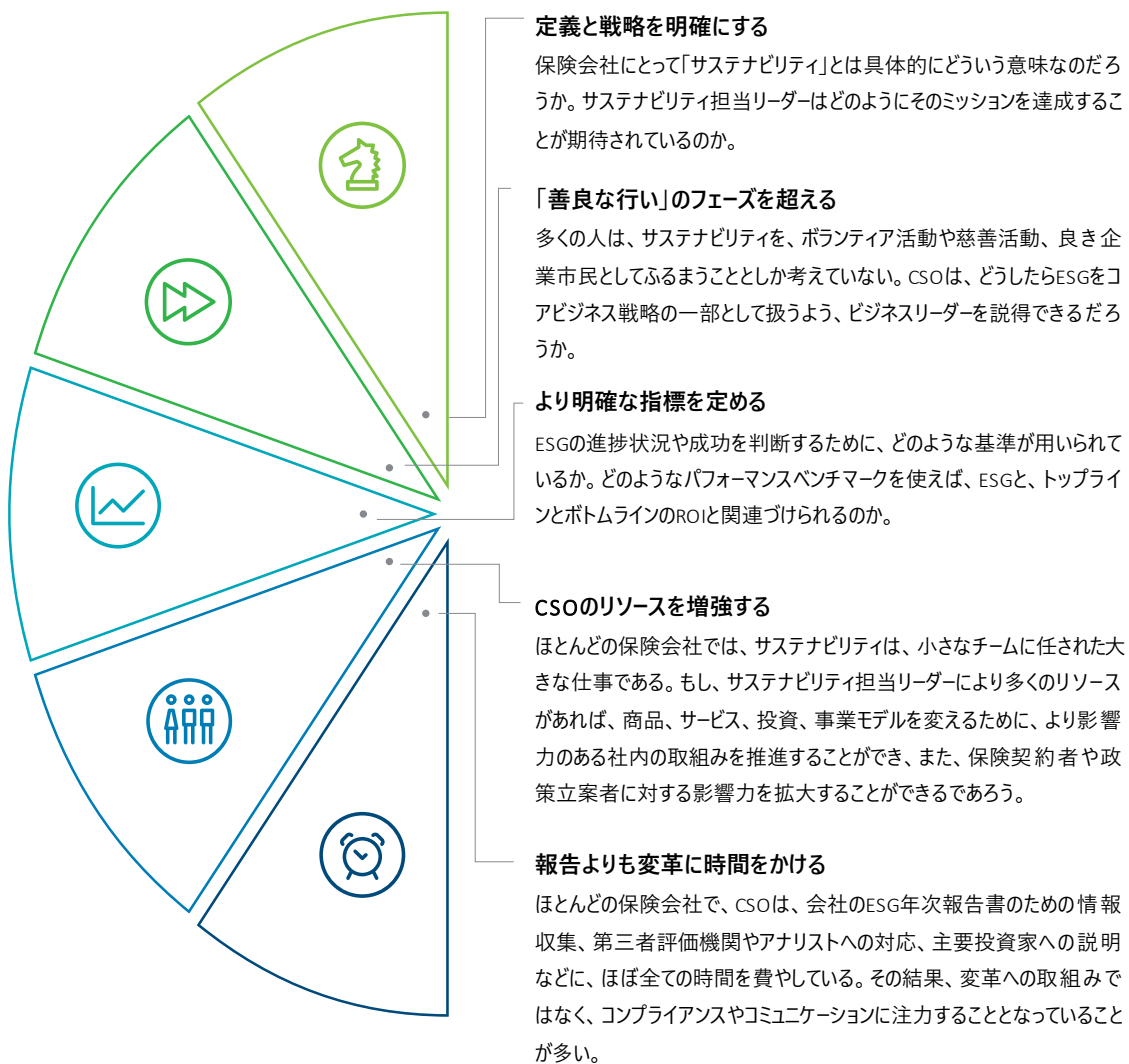 定義と戦略を明確にする
保険会社にとって「サステナビリティ」とは具体的にどういう意味なのだろ
うか。サステナビリティ担当リーダーはどのようにそのミッションを達成するこ
とが期待されているのか。
「善良な行い」のフェーズを超える
多くの人は、サステナビリティを、ボランティア活動や慈善活動、良き企
業市民としてふるまうこととしか考えていない。CSOは、どうしたらESGをコ
アビジネス戦略の一部として扱うよう、ビジネスリーダーを説得できるだろ
うか。
より明確な指標を定める
ESGの進捗状況や成功を判断するために、どのような基準が用いられて
いるか。どのようなパフォーマンスベンチマークを使えば、ESGと、トップライ
ンとボトムラインのROIと関連づけられるのか。
CSOのリソースを増強する
ほとんどの保険会社では、サステナビリティは、小さなチームに任された大
きな仕事である。もし、サステナビリティ担当リーダーにより多くのリソース
があれば、商品、サービス、投資、事業モデルを変えるために、より影響
力のある社内の取組みを推進することができ、また、保険契約者や政
策立案者に対する影響力を拡大することができるであろう。
報告よりも変革に時間をかける
ほとんどの保険会社で、CSOは、会社のESG年次報告書のための情報
収集、第三者評価機関やアナリストへの対応、主要投資家への説明
などに、ほぼ全ての時間を費やしている。その結果、変革への取組みで
はなく、コンプライアンスやコミュニケーションに注力することとなっていること
が多い。